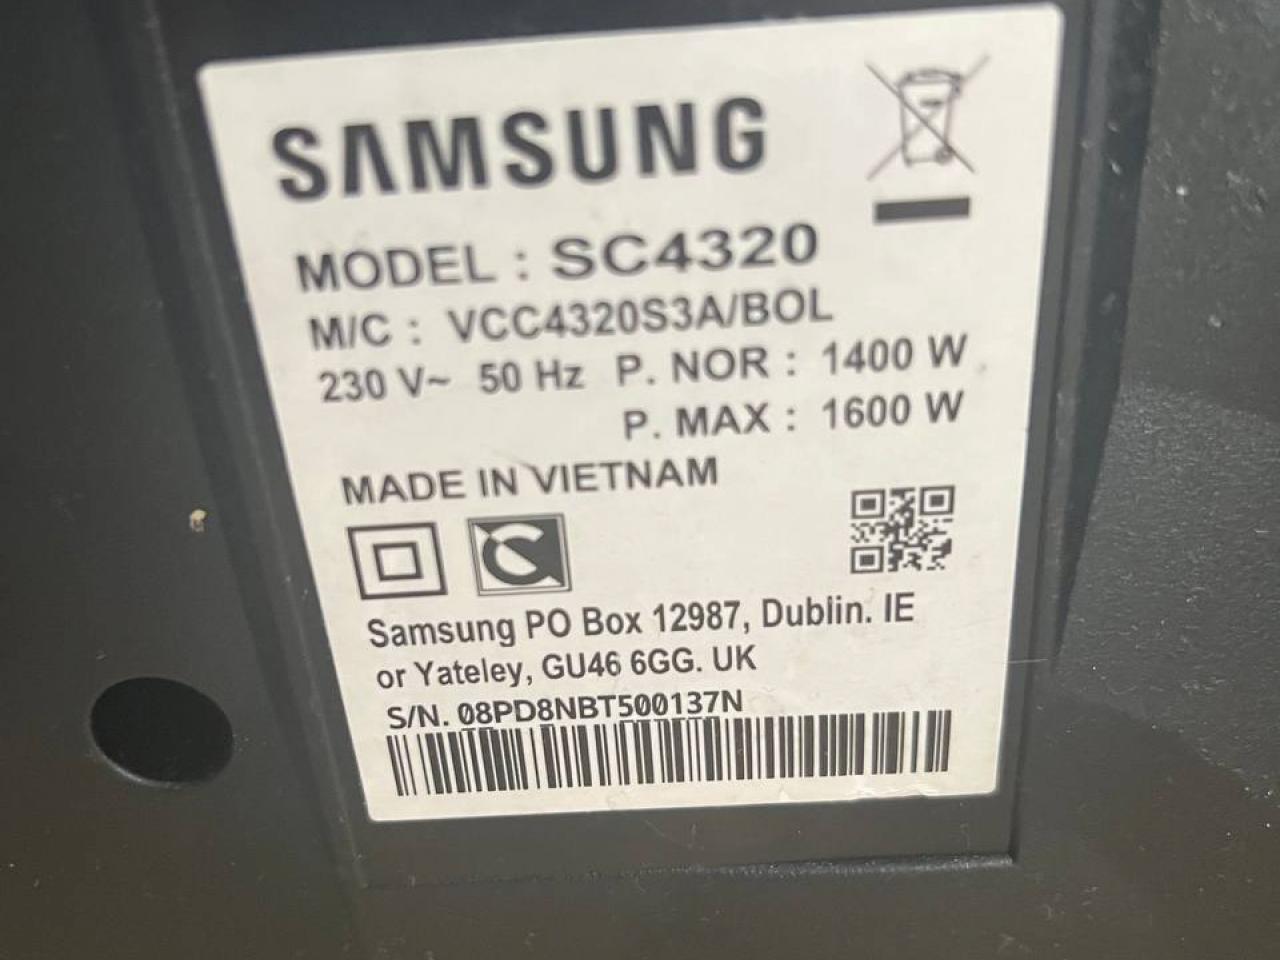 SAMSUNG
MODEL : SC4320
M/C : VCC4320S3A/BOL
230 V~ 50 Hz P. NOR : 1400 W
P. MAX : 1600 W
MADE IN VIETNAM
Samsung PO Box 12987, Dublin. IE
or Yateley, GU46 6GG. UK
S/N. 08PD8NBT500137N